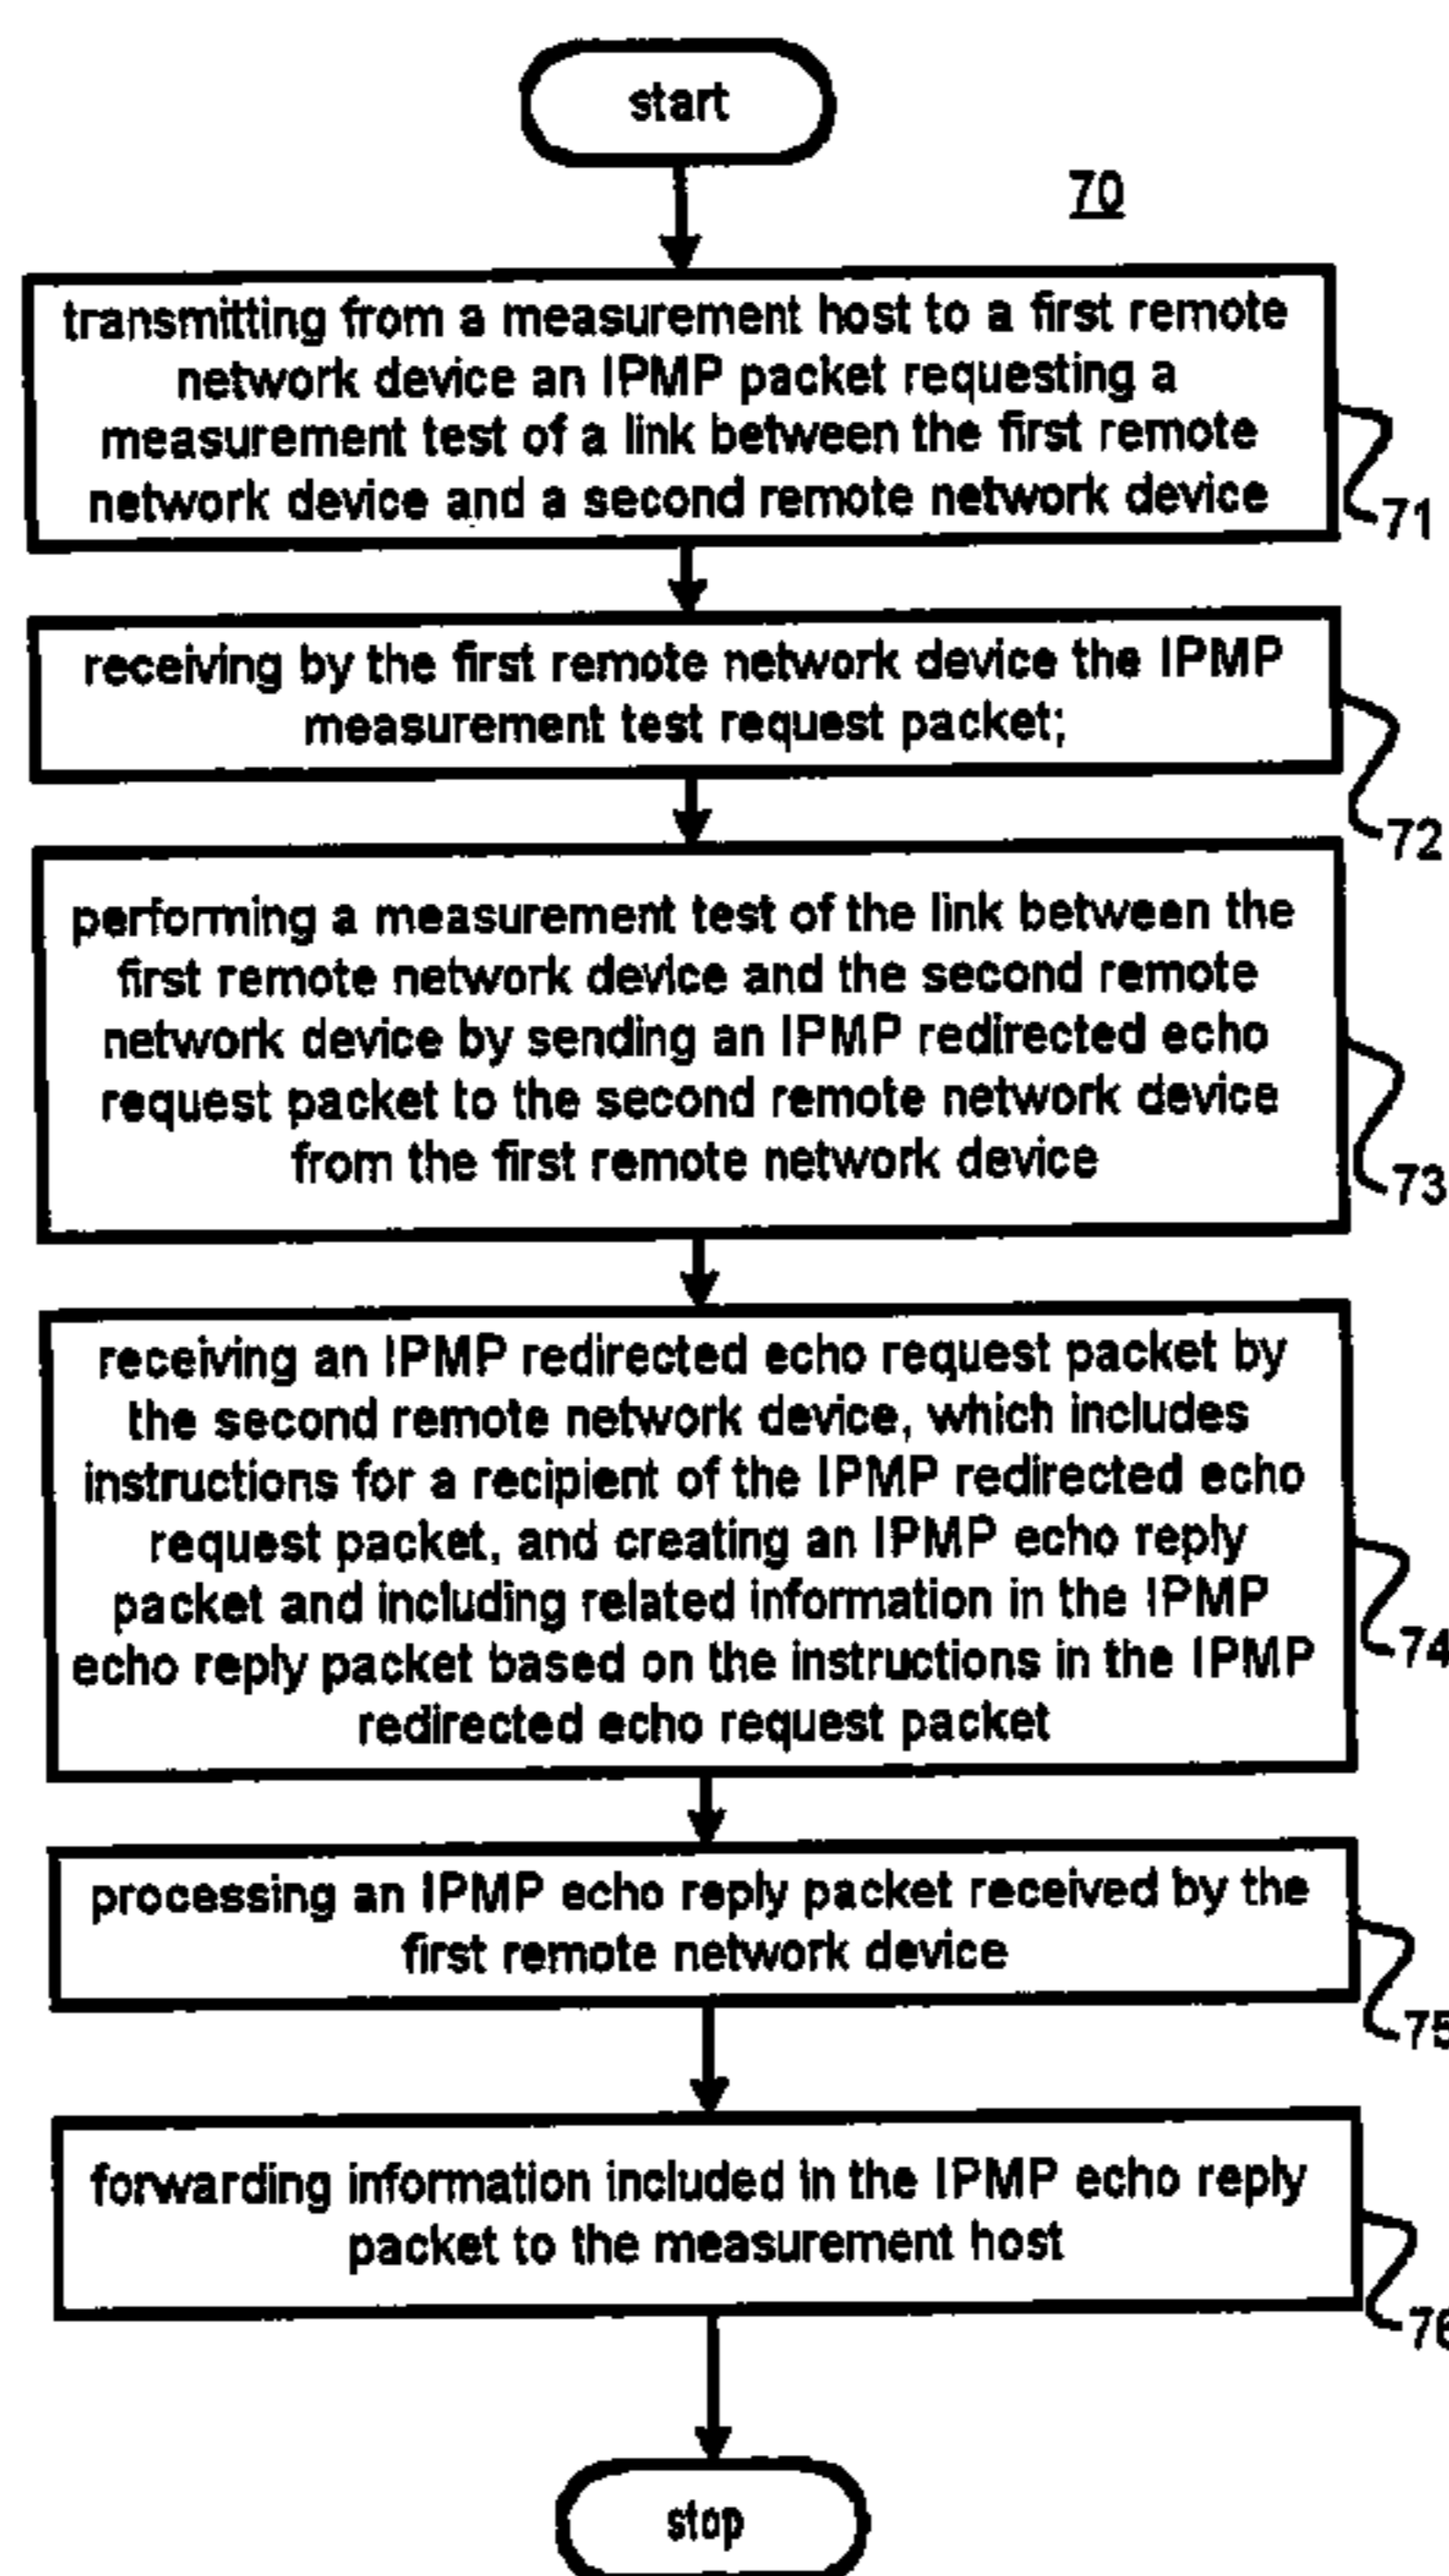 start
70
transmitting from a measurement host to a first remote
network device an IPMP packet requesting a
measurement test of a link between the first remote
network device and a second remote network device
71
receiving by the first remote network device the IPMP
measurement test request packet;
72
performing a measurement test of the link between the
first remote network device and the second remote
network device by sending an IPMP redirected echo
request packet to the second remote network device
from the first remote network device
73
receiving an IPMP redirected echo request packet by
the second remote network device, which includes
instructions for a recipient of the IPMP redirected echo
request packet, and creating an IPMP echo reply
packet and including related information in the IPMP
echo reply packet based on the instructions in the IPMP
redirected echo request packet
74
processing an IPMP echo reply packet received by the
first remote network device
75
forwarding information included in the IPMP echo reply
packet to the measurement host
76
stop